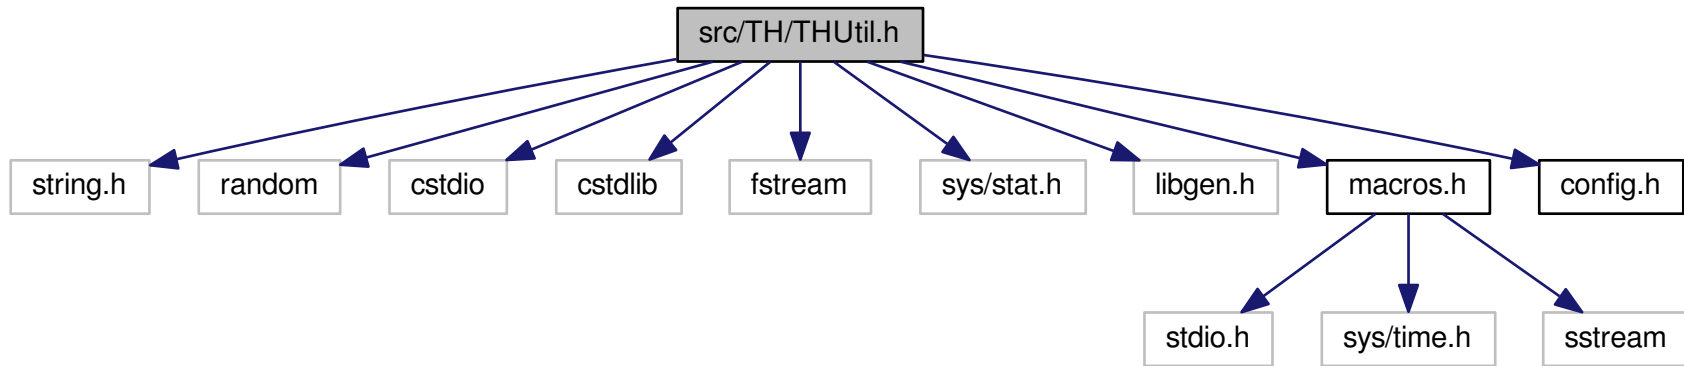 src/TH/THUtil.h
string.h
random
cstdio
cstdlib
fstream
sys/stat.h
libgen.h
macros.h
config.h
stdio.h
sys/time.h
sstream